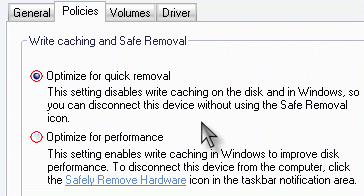 General Policies Volumes Driver
Write caching and Safe Removal
Optimize for quick removal
This setting disables write caching on the disk and in Windows, so
you can disconnect this device without using the Safe Removal
icon.
Optimize for performance
This setting enables write caching in Windows to improve disk
performance. To disconnect this device from the computer, click
the Safely Remove Hardware icon in the taskbar notification area.